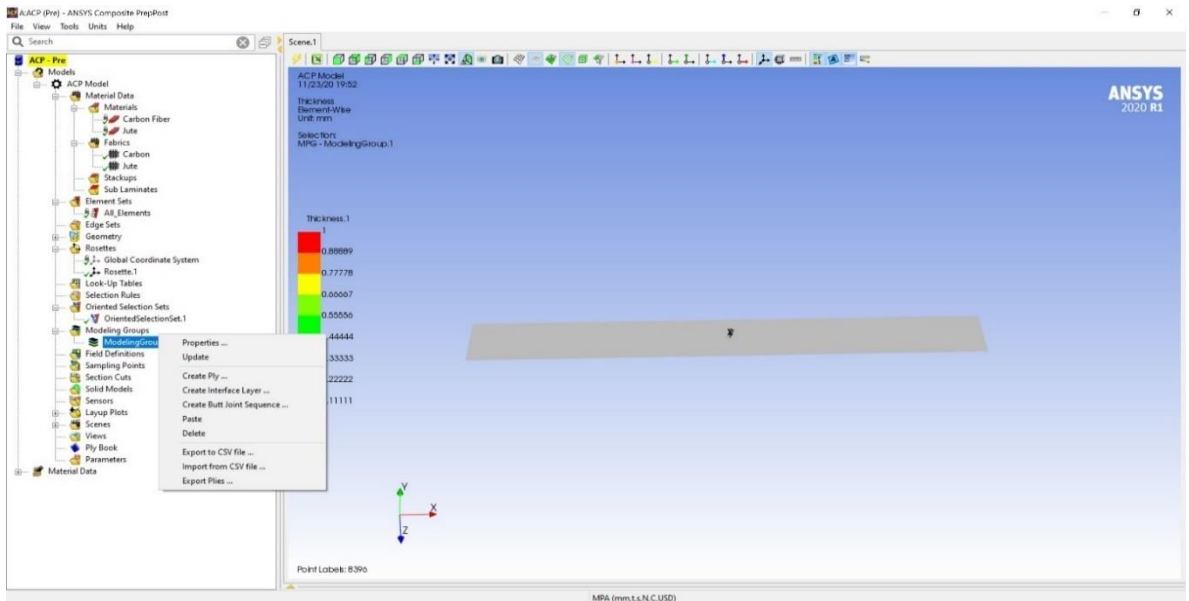 A:ACP (Pre) - ANSYS Composite PrepPost
File View Tools Units Help
Search
Scene.1
ACP - Pre
Models
ACP Model
Material Data
Materials
Carbon Fiber
Jute
Fabrics
Carbon
Jute
Stackups
Sub Laminates
Element Sets
All_Elements
Edge Sets
Geometry
Rosettes
Global Coordinate System
Rosette.1
Look-Up Tables
Selection Rules
Oriented Selection Sets
OrientedSelectionSet.1
Modeling Groups
ModelingGrou
Field Definitions
Sampling Points
Section Cuts
Solid Models
Sensors
Layup Plots
Scenes
Views
Ply Book
Parameters
Material Data
Properties ...
Update
Create Ply ...
Create Interface Layer ...
Create Butt Joint Sequence ...
Paste
Delete
Export to CSV file ...
Import from CSV file ...
Export Plies ...
ACP Model
11/23/20 19:52
Thickness
Element-Wise
Unit: mm
Selection:
MPG - ModelingGroup.1
Thickness.1
1
0.88889
0.77778
0.66667
0.55556
.44444
.33333
.22222
.11111
ANSYS
2020 R1
Y
X
Z
Point Labels: 8396
MPA (mm,t,s,N,C,USD)